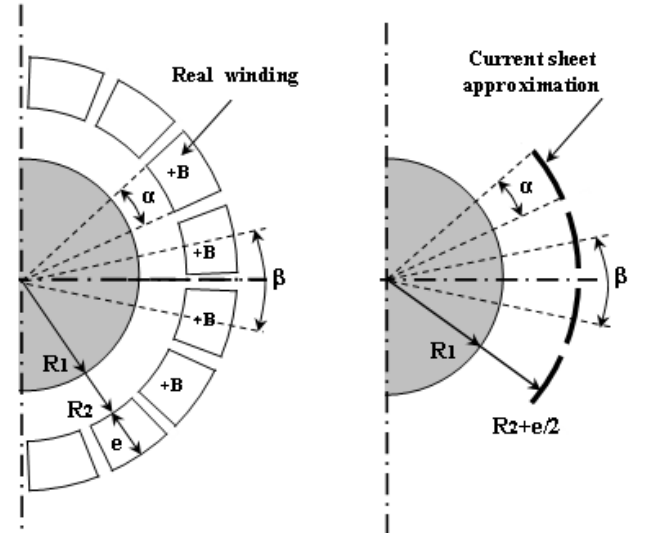 Real winding
+B
α
+B
β
+B
+B
R1
R2
e
Current sheet
approximation
α
β
R1
R2+e/2